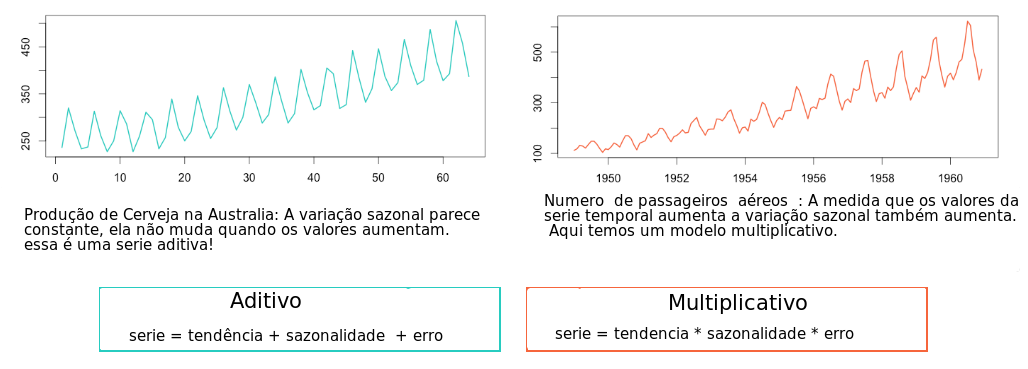 450
350
250
0 10 20 30 40 50 60
500
300
100
1950 1952 1954 1956 1958 1960
Produção de Cerveja na Australia: A variação sazonal parece
constante, ela não muda quando os valores aumentam.
essa é uma serie aditiva!
Numero de passageiros aéreos : A medida que os valores da
serie temporal aumenta a variação sazonal também aumenta.
Aqui temos um modelo multiplicativo.
Aditivo
serie = tendência + sazonalidade + erro
Multiplicativo
serie = tendencia * sazonalidade * erro